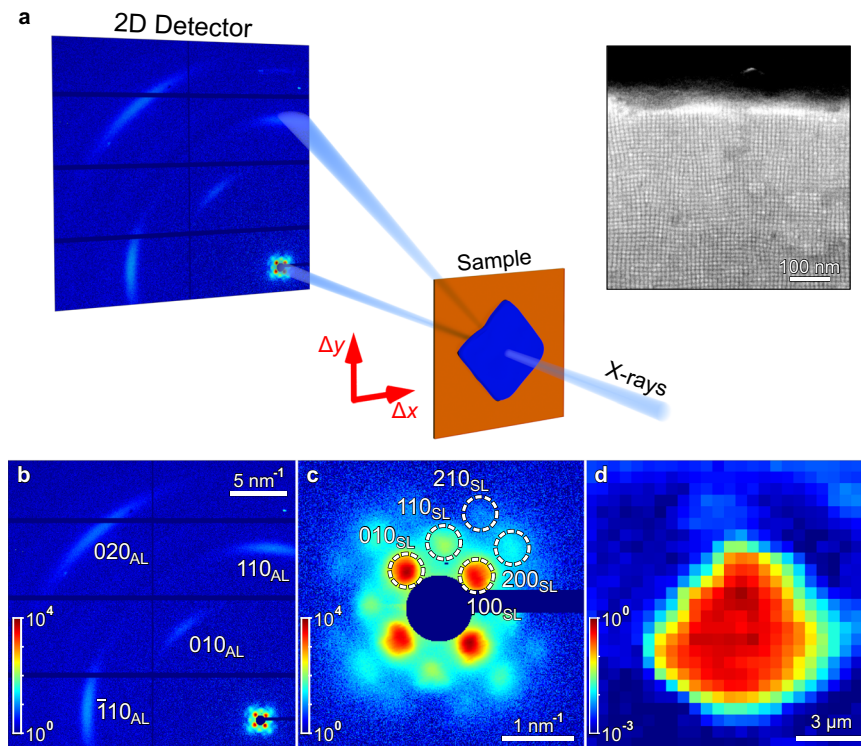 a
2D Detector
100 nm
Sample
Δy
Δx
X-rays
b
5 nm⁻¹
020AL
110AL
010AL
1̄10AL
10⁴
10⁰
c
210SL
110SL
010SL
200SL
100SL
10⁴
10⁰
1 nm⁻¹
d
10⁰
10⁻³
3 µm